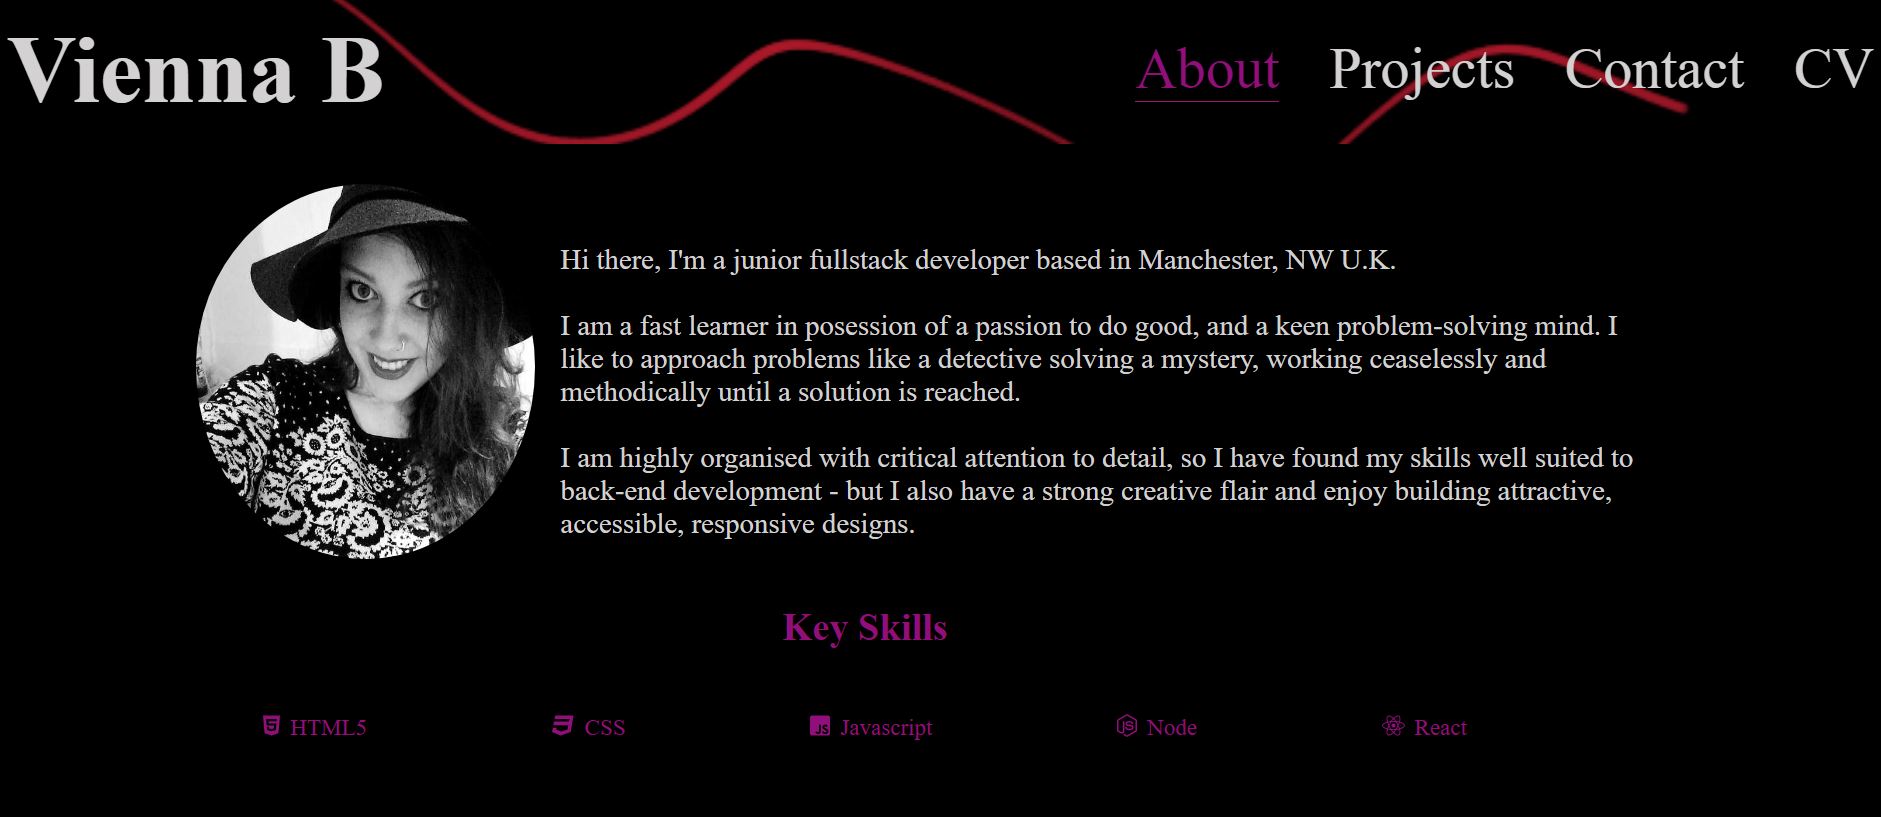 Vienna B
About Projects Contact CV
Hi there, I'm a junior fullstack developer based in Manchester, NW U.K.
I am a fast learner in posession of a passion to do good, and a keen problem-solving mind. I
like to approach problems like a detective solving a mystery, working ceaselessly and
methodically until a solution is reached.
I am highly organised with critical attention to detail, so I have found my skills well suited to
back-end development - but I also have a strong creative flair and enjoy building attractive,
accessible, responsive designs.
Key Skills
HTML5 CSS JS Javascript JS Node React